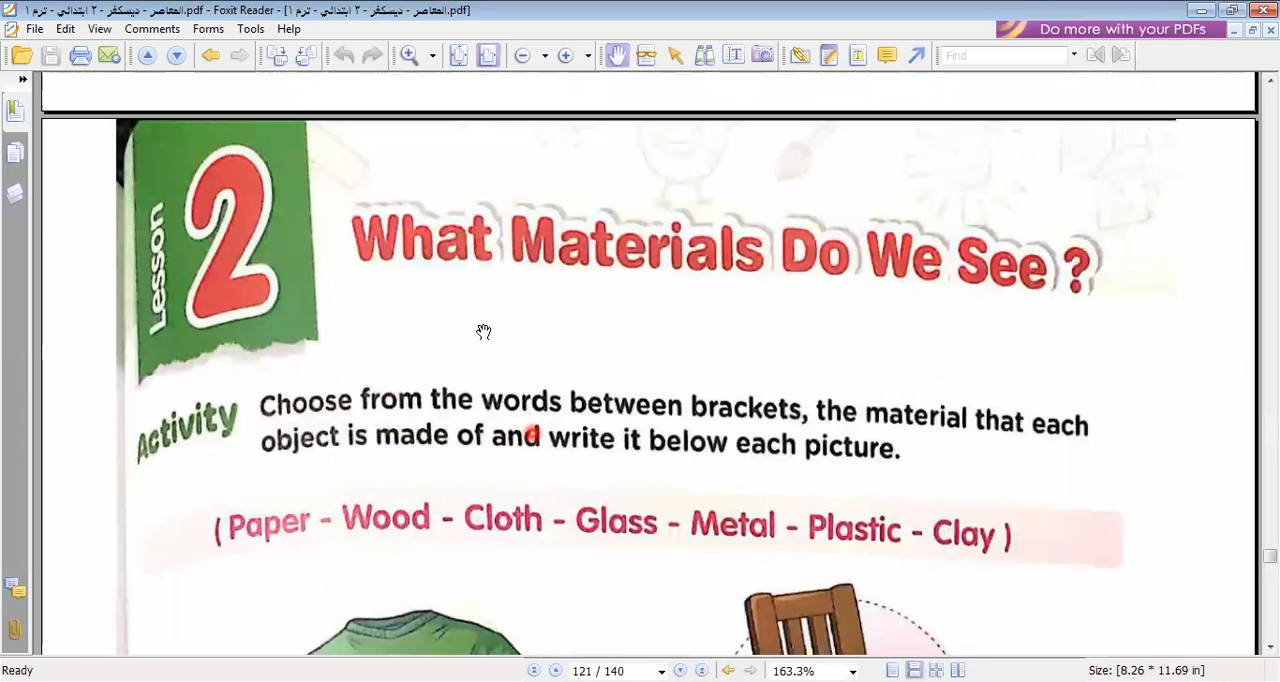 المعاصر - ديسكفر - ٢ ابتدائي - ترم ١.pdf - Foxit Reader - [المعاصر - ديسكفر - ٢ ابتدائي - ترم ١.pdf]
File Edit View Comments Forms Tools Help
Do more with your PDFs
Find
Lesson 2
What Materials Do We See ?
Activity
Choose from the words between brackets, the material that each
object is made of and write it below each picture.
( Paper - Wood - Cloth - Glass - Metal - Plastic - Clay )
Ready
121 / 140
163.3%
Size: [8.26 * 11.69 in]